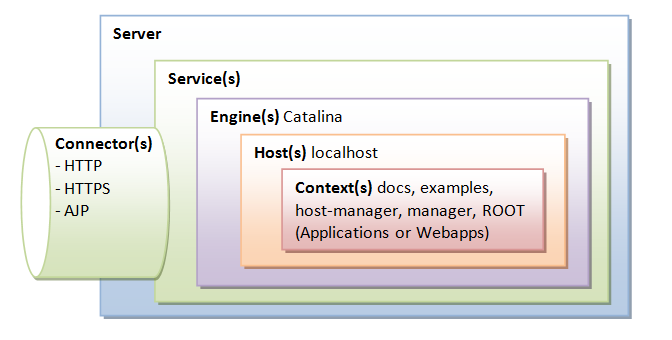 Server
Service(s)
Engine(s) Catalina
Connector(s)
- HTTP
- HTTPS
- AJP
Host(s) localhost
Context(s) docs, examples,
host-manager, manager, ROOT
(Applications or Webapps)